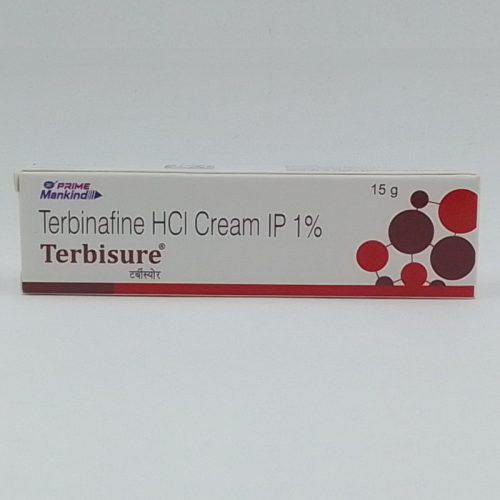 PRIME
Mankind
15 g
Terbinafine HCl Cream IP 1%
Terbisure®
टर्बीस्योर